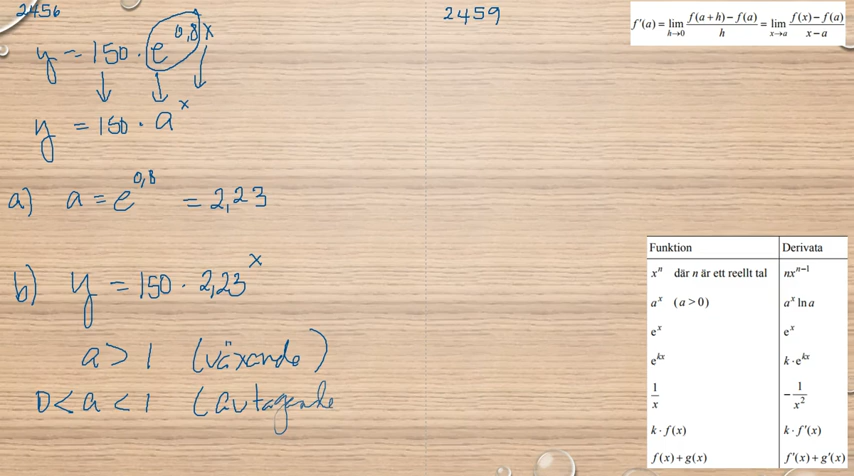 2456
y = 150 · e^0,8x
y = 150 · a^x
a) a = e^0,8 = 2,23
b) y = 150 · 2,23^x
a > 1 (växande)
0 < a < 1 (avtagande
2459
f'(a) = lim h→0 (f(a+h) − f(a))/h = lim x→a (f(x) − f(a))/(x − a)
Funktion Derivata
x^n där n är ett reellt tal nx^(n−1)
a^x (a > 0) a^x ln a
e^x e^x
e^kx k·e^kx
1/x −1/x^2
k·f(x) k·f'(x)
f(x)+g(x) f'(x)+g'(x)